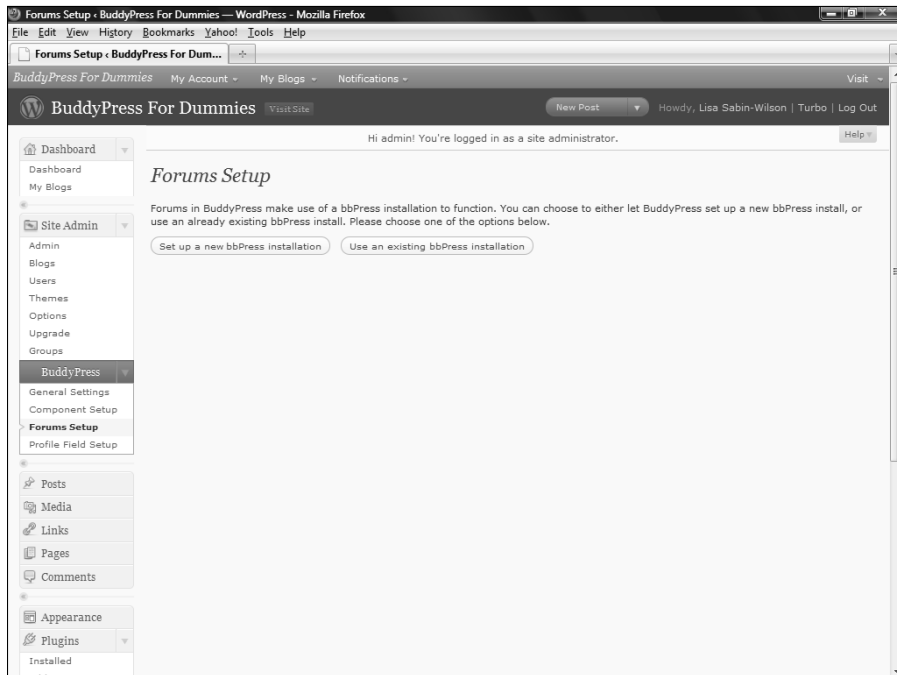 Forums Setup ‹ BuddyPress For Dummies — WordPress - Mozilla Firefox
File Edit View History Bookmarks Yahoo! Tools Help
Forums Setup ‹ BuddyPress For Dum...
BuddyPress For Dummies My Account My Blogs Notifications Visit
BuddyPress For Dummies Visit Site New Post Howdy, Lisa Sabin-Wilson | Turbo | Log Out
Hi admin! You're logged in as a site administrator. Help
Dashboard
Dashboard
My Blogs
Site Admin
Admin
Blogs
Users
Themes
Options
Upgrade
Groups
BuddyPress
General Settings
Component Setup
Forums Setup
Profile Field Setup
Posts
Media
Links
Pages
Comments
Appearance
Plugins
Installed
Forums Setup
Forums in BuddyPress make use of a bbPress installation to function. You can choose to either let BuddyPress set up a new bbPress install, or
use an already existing bbPress install. Please choose one of the options below.
Set up a new bbPress installation Use an existing bbPress installation